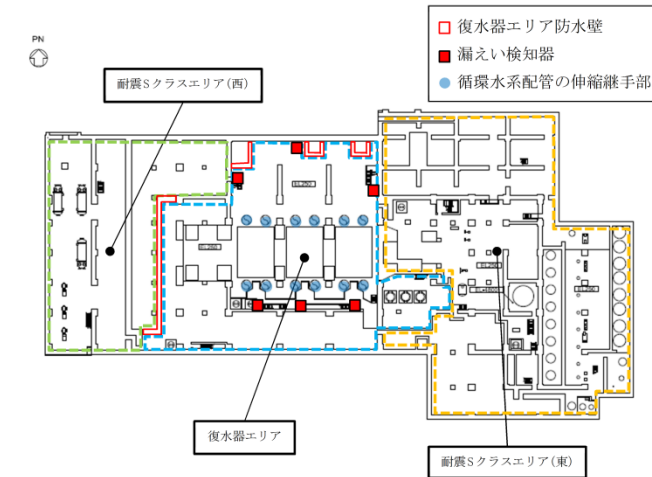 PN
復水器エリア防水壁
漏えい検知器
循環水系配管の伸縮継手部
耐震Sクラスエリア(西)
復水器エリア
耐震Sクラスエリア(東)